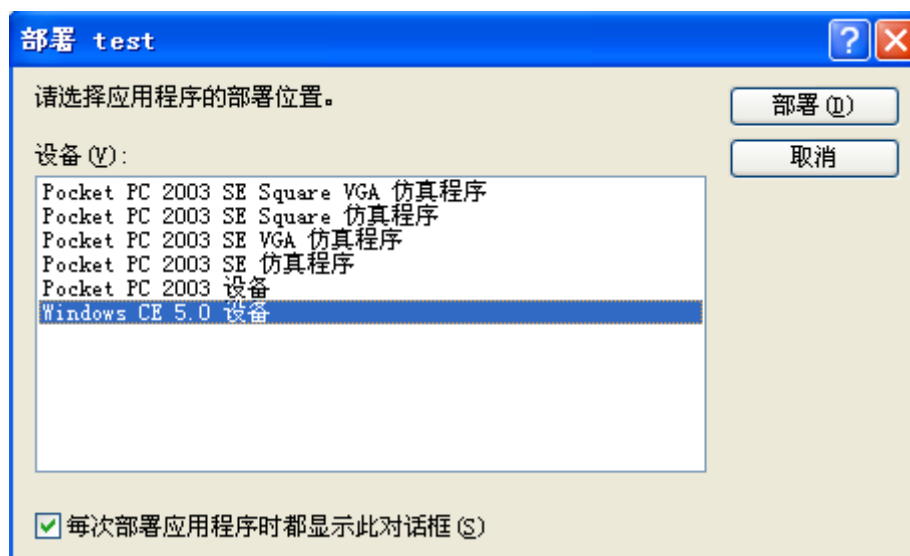 部署 test
请选择应用程序的部署位置。
部署(D)
设备(V):
取消
Pocket PC 2003 SE Square VGA 仿真程序
Pocket PC 2003 SE Square 仿真程序
Pocket PC 2003 SE VGA 仿真程序
Pocket PC 2003 SE 仿真程序
Pocket PC 2003 设备
Windows CE 5.0 设备
每次部署应用程序时都显示此对话框(S)